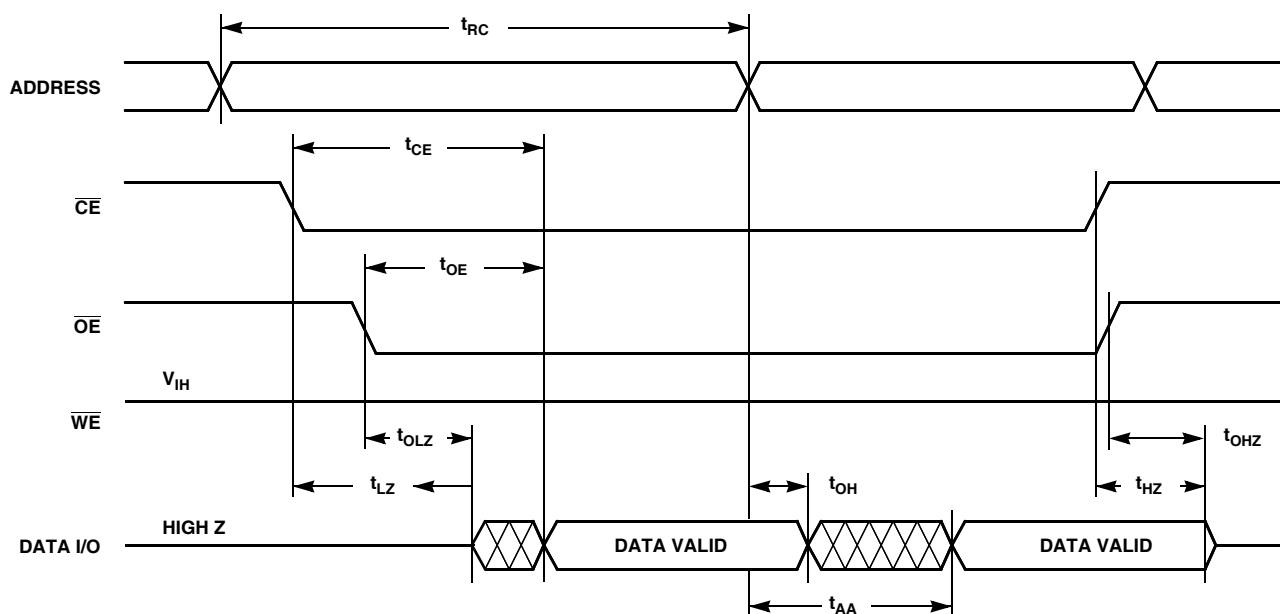 tRC
ADDRESS
tCE
CE
tOE
OE
VIH
WE
tOLZ
tOHZ
tLZ
tOH
tHZ
HIGH Z
DATA I/O
DATA VALID
DATA VALID
tAA